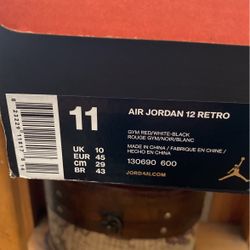 11
UK 10
EUR 45
CM 29
BR 43
AIR JORDAN 12 RETRO
GYM RED/WHITE-BLACK
ROUGE GYM/NOIR/BLANC
MADE IN CHINA / FABRIQUE EN CHINE /
HECHO EN CHINA
130690 600
JORDAN.COM